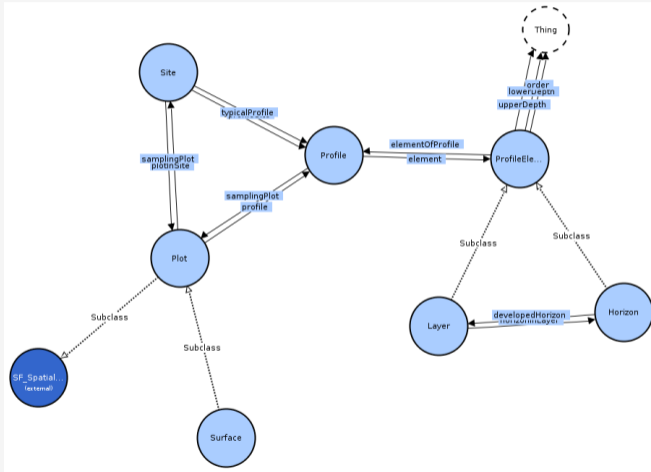 Thing
order
lowerDepth
upperDepth
Site
typicalProfile
Profile
elementOfProfile
element
ProfileEle...
samplingPlot
plotInSite
samplingPlot
profile
Subclass
Subclass
Plot
Subclass
Subclass
Layer
developedHorizon
horizonInLayer
Horizon
SF_Spatial...
(external)
Surface